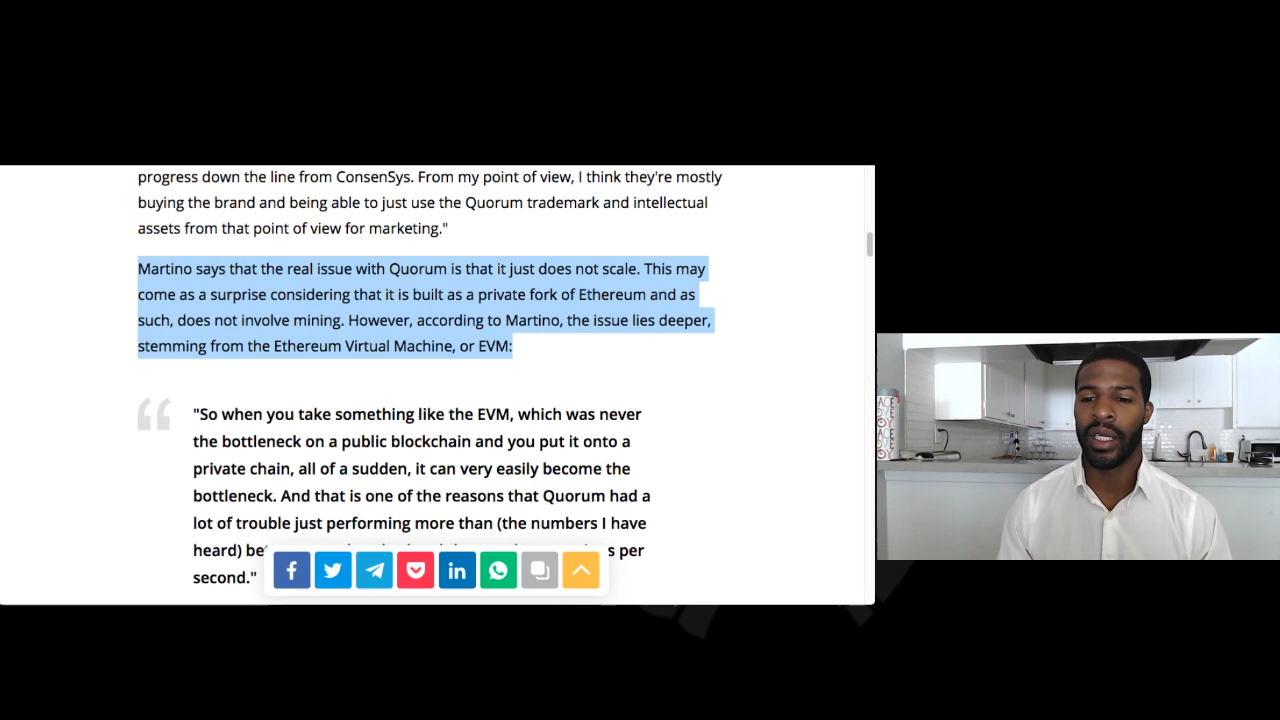 progress down the line from ConsenSys. From my point of view, I think they're mostly
buying the brand and being able to just use the Quorum trademark and intellectual
assets from that point of view for marketing."
Martino says that the real issue with Quorum is that it just does not scale. This may
come as a surprise considering that it is built as a private fork of Ethereum and as
such, does not involve mining. However, according to Martino, the issue lies deeper,
stemming from the Ethereum Virtual Machine, or EVM:
"So when you take something like the EVM, which was never
the bottleneck on a public blockchain and you put it onto a
private chain, all of a sudden, it can very easily become the
bottleneck. And that is one of the reasons that Quorum had a
lot of trouble just performing more than (the numbers I have
heard) per
second."